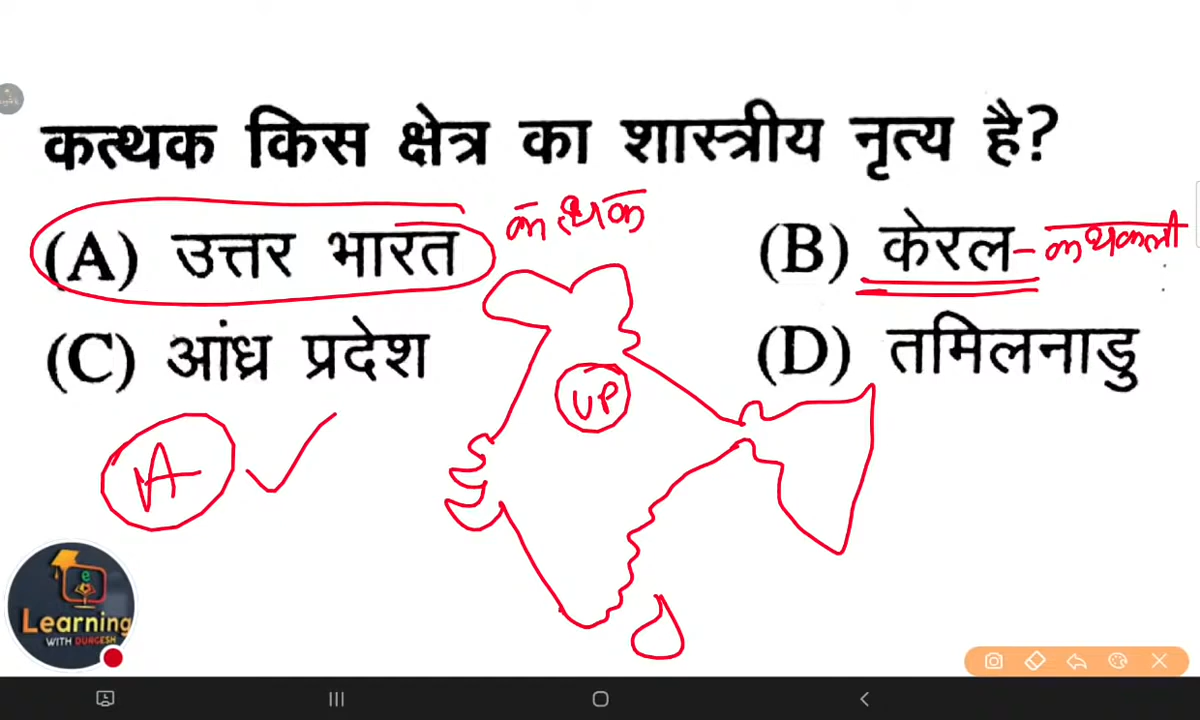 कत्थक किस क्षेत्र का शास्त्रीय नृत्य है?
(A) उत्तर भारत कत्थक (B) केरल - कथकली
(C) आंध्र प्रदेश (D) तमिलनाडु
UP
A
e
Learning
WITH DURGESH